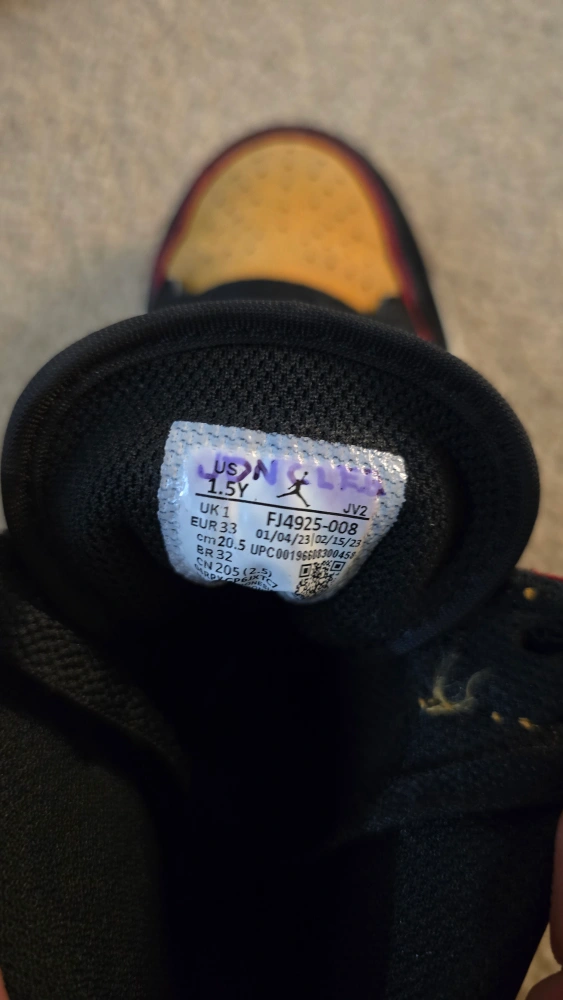 US
1.5Y
JV2
UK 1 FJ4925-008
EUR 33 01/04/23 02/15/23
cm 20.5
BR 32
CN 205 (2.5)